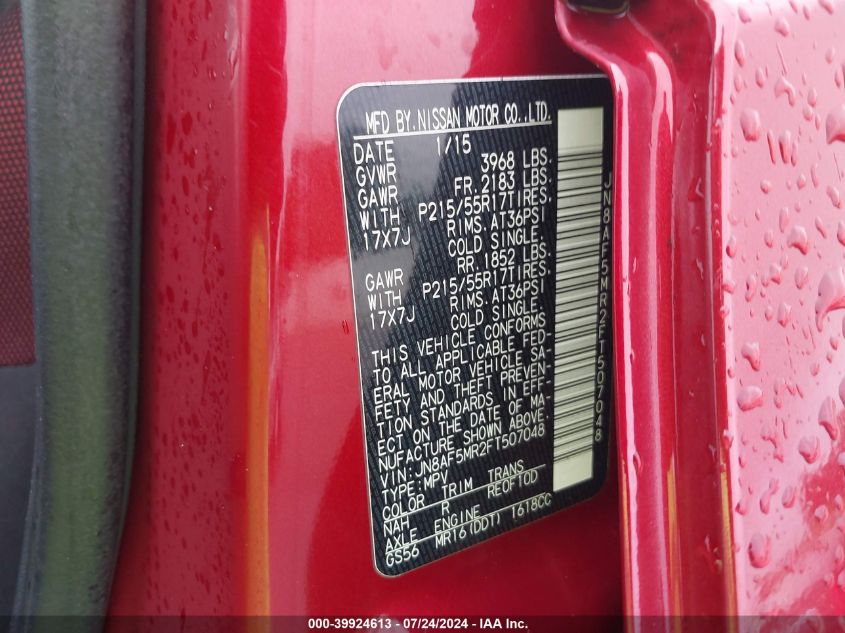 MFD BY.NISSAN MOTOR CO.,LTD.
DATE 1/15
GVWR 3968 LBS.
GAWR FR.2183 LBS.
WITH P215/55R17TIRES,
17X7J RIMS.AT36PSI
COLD SINGLE.
GAWR RR.1852 LBS.
WITH P215/55R17TIRES,
17X7J RIMS.AT36PSI
COLD SINGLE.
THIS VEHICLE CONFORMS
TO ALL APPLICABLE FED-
ERAL MOTOR VEHICLE SA-
FETY AND THEFT PREVEN-
TION STANDARDS IN EFF-
ECT ON THE DATE OF MA-
NUFACTURE SHOWN ABOVE.
VIN:JN8AF5MR2FT507048
TYPE:MPV
COLOR TRIM TRANS
NAH R RE0F10D
AXLE ENGINE
GS56 MR16(DDT) 1618CC
JN8AF5MR2FT507048
000-39924613 - 07/24/2024 - IAA Inc.